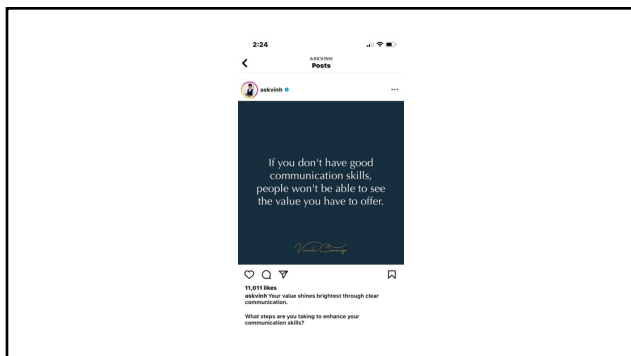 2:24
ASKVINH
Posts
askvinh
If you don't have good
communication skills,
people won't be able to see
the value you have to offer.
Vinh Giang
11,011 likes
askvinh Your value shines brightest through clear
communication.
What steps are you taking to enhance your
communication skills?